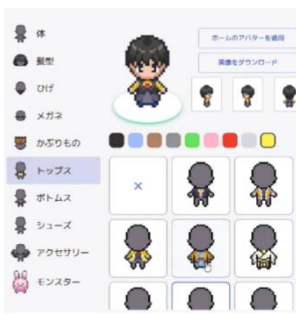 体
髪型
ひげ
メガネ
かぶりもの
トップス
ボトムス
シューズ
アクセサリー
モンスター
ホームのアバターを適用
画像をダウンロード
×